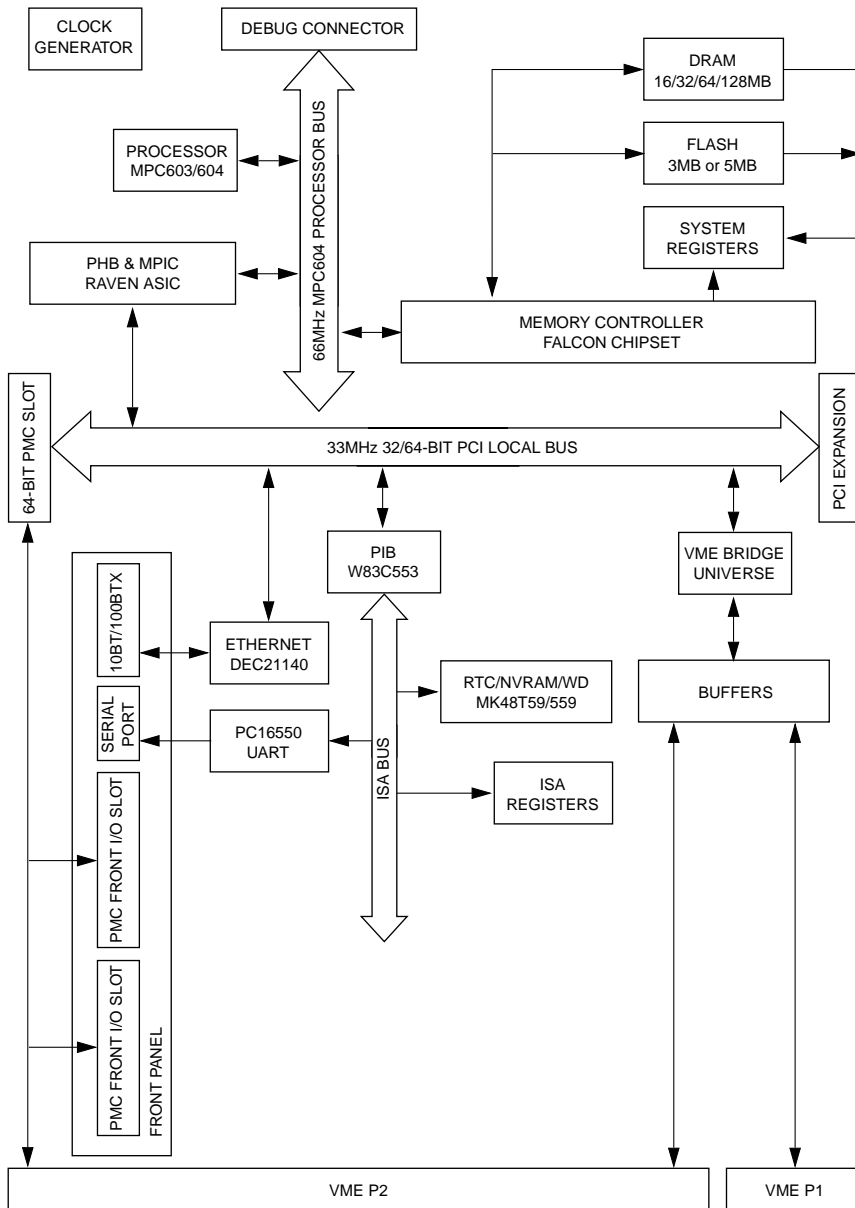 CLOCK
GENERATOR
DEBUG CONNECTOR
DRAM
16/32/64/128MB
PROCESSOR
MPC603/604
FLASH
3MB or 5MB
66MHz MPC604 PROCESSOR BUS
SYSTEM
REGISTERS
PHB & MPIC
RAVEN ASIC
MEMORY CONTROLLER
FALCON CHIPSET
64-BIT PMC SLOT
33MHz 32/64-BIT PCI LOCAL BUS
PCI EXPANSION
PIB
W83C553
VME BRIDGE
UNIVERSE
10BT/100BTX
ETHERNET
DEC21140
RTC/NVRAM/WD
MK48T59/559
BUFFERS
SERIAL
PORT
PC16550
UART
ISA BUS
ISA
REGISTERS
PMC FRONT I/O SLOT
PMC FRONT I/O SLOT
FRONT PANEL
VME P2
VME P1